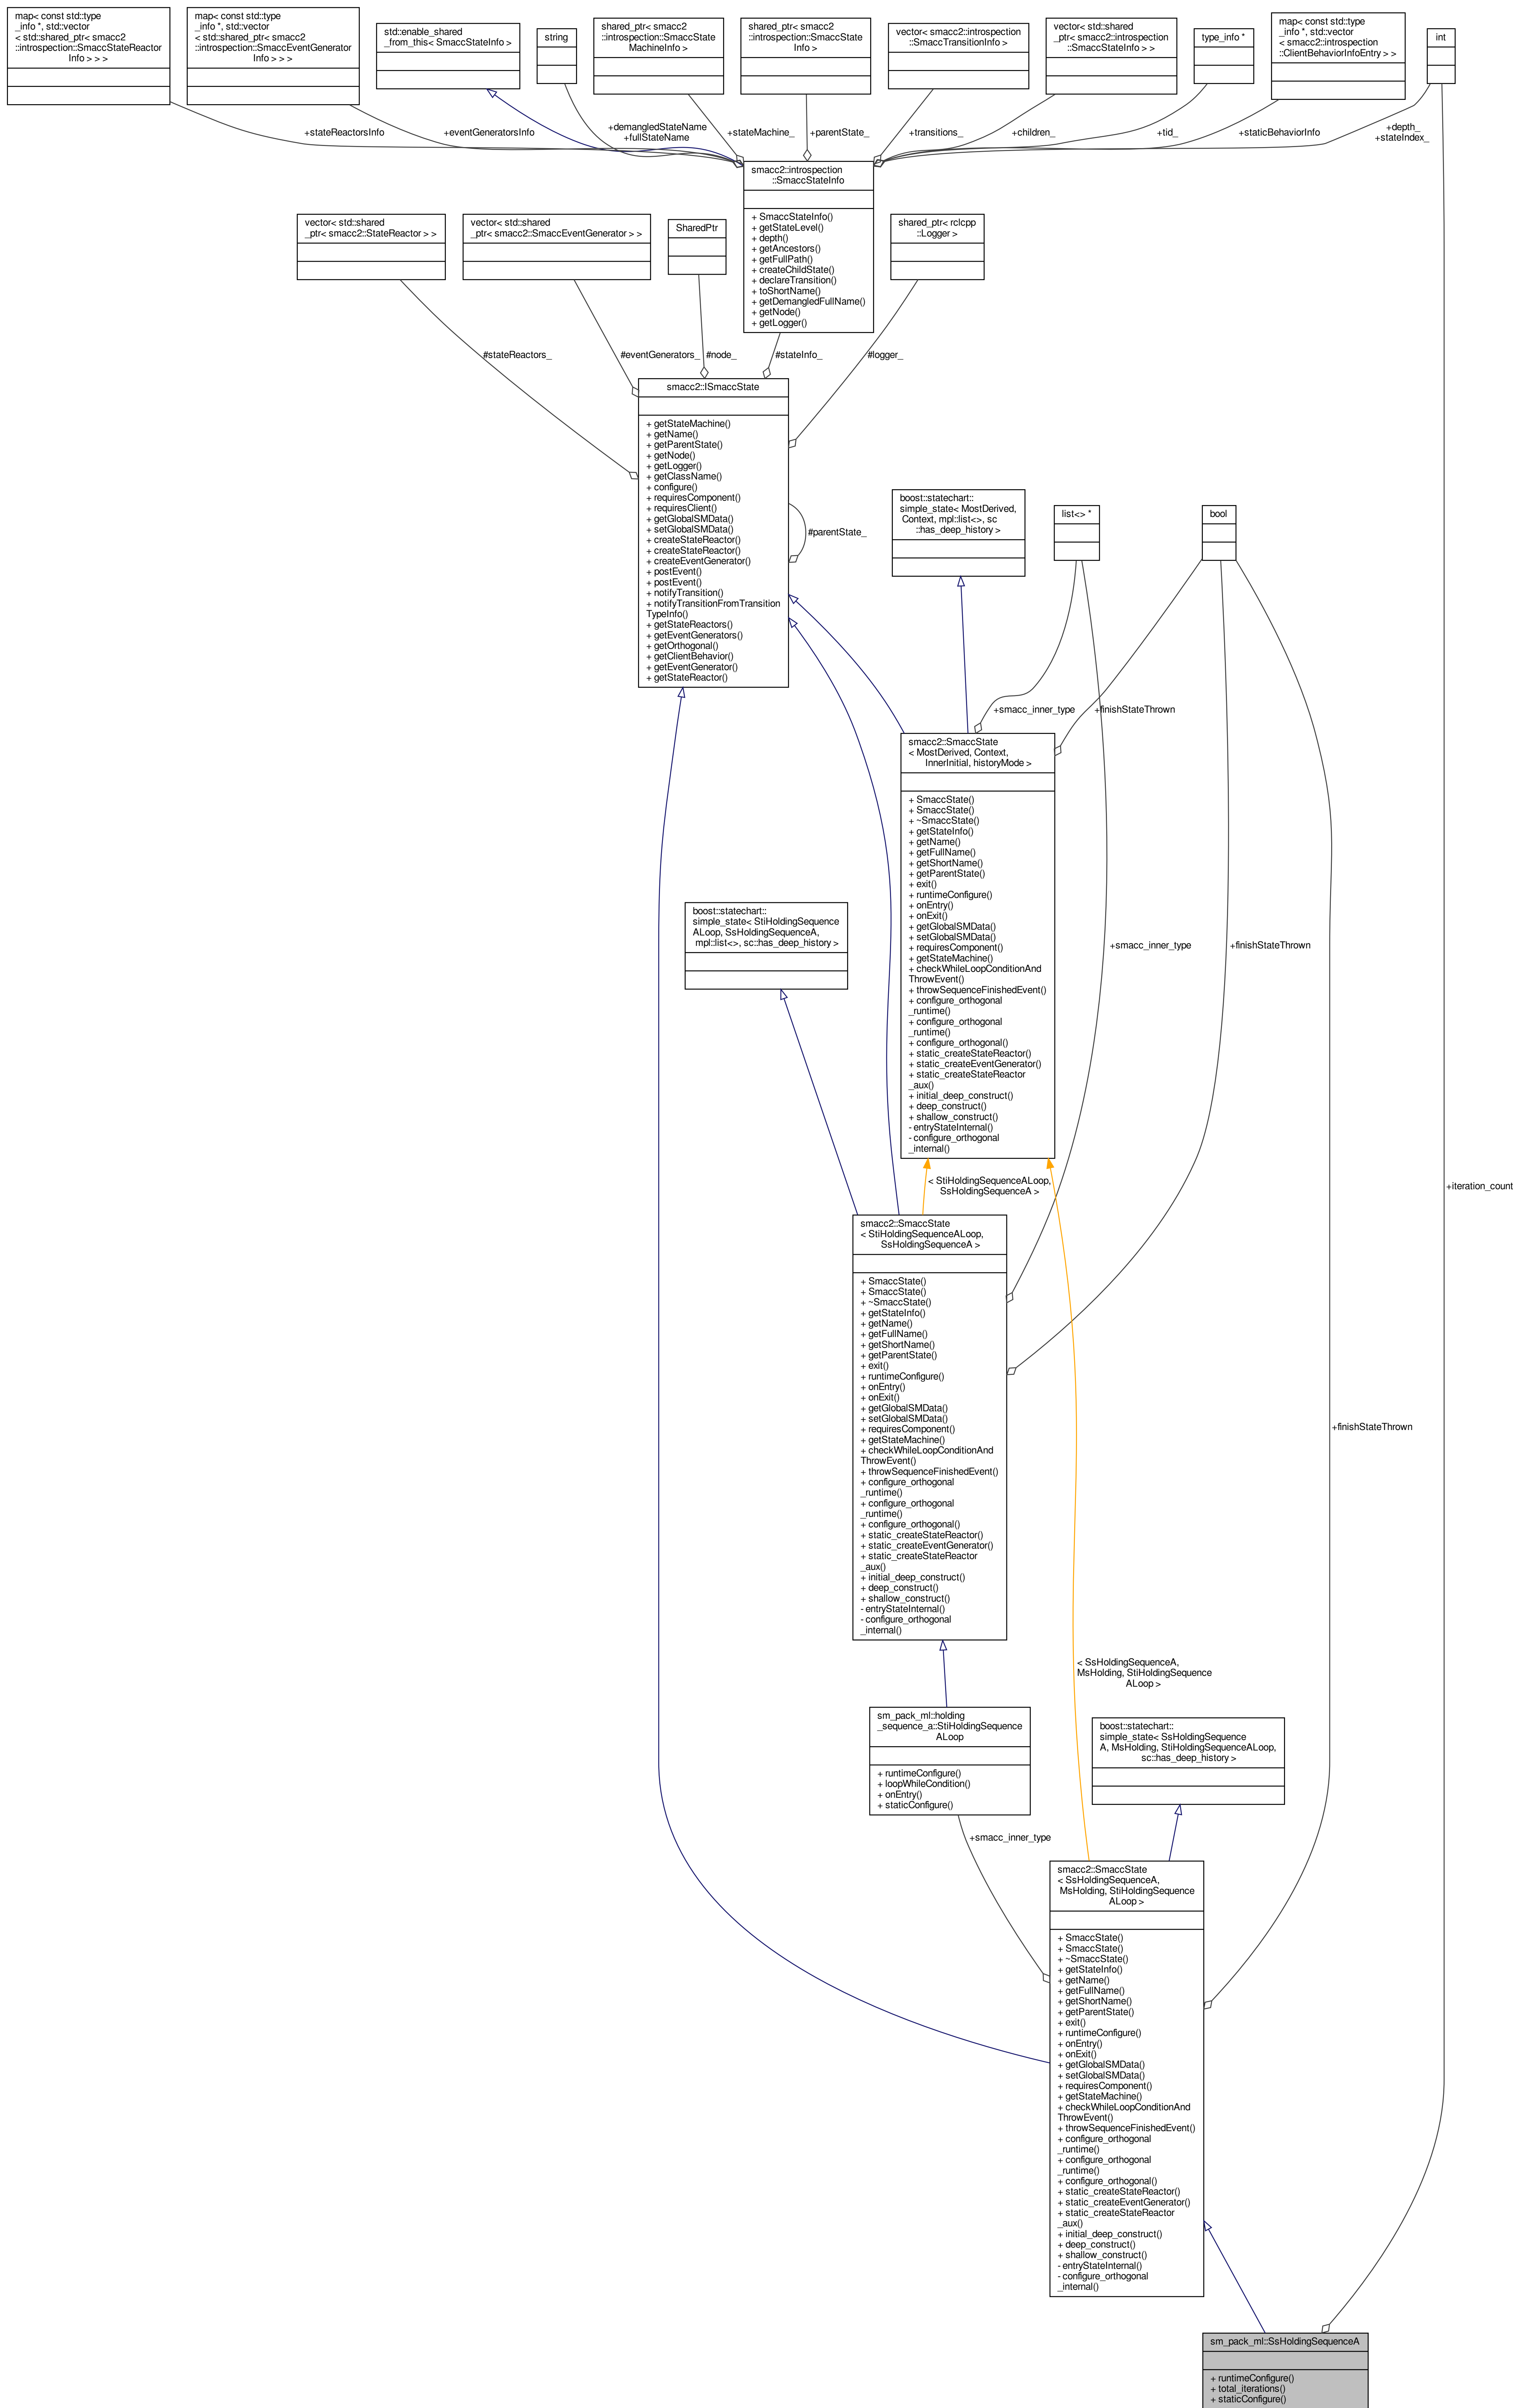 map< const std::type
_info *, std::vector
< std::shared_ptr< smacc2
::introspection::SmaccStateReactor
Info > > >
map< const std::type
_info *, std::vector
< std::shared_ptr< smacc2
::introspection::SmaccEventGenerator
Info > > >
std::enable_shared
_from_this< SmaccStateInfo >
string
shared_ptr< smacc2
::introspection::SmaccState
MachineInfo >
shared_ptr< smacc2
::introspection::SmaccState
Info >
vector< smacc2::introspection
::SmaccTransitionInfo >
vector< std::shared
_ptr< smacc2::introspection
::SmaccStateInfo > >
type_info *
map< const std::type
_info *, std::vector
< smacc2::introspection
::ClientBehaviorInfoEntry > >
int
+stateReactorsInfo
+eventGeneratorsInfo
+demangledStateName
+fullStateName
+stateMachine_
+parentState_
+transitions_
+children_
+tid_
+staticBehaviorInfo
+depth_
+stateIndex_
smacc2::introspection
::SmaccStateInfo
+ SmaccStateInfo()
+ getStateLevel()
+ depth()
+ getAncestors()
+ getFullPath()
+ createChildState()
+ declareTransition()
+ toShortName()
+ getDemangledFullName()
+ getNode()
+ getLogger()
vector< std::shared
_ptr< smacc2::StateReactor > >
vector< std::shared
_ptr< smacc2::SmaccEventGenerator > >
SharedPtr
shared_ptr< rclcpp
::Logger >
#stateReactors_
#eventGenerators_
#node_
#stateInfo_
#logger_
smacc2::ISmaccState
+ getStateMachine()
+ getName()
+ getParentState()
+ getNode()
+ getLogger()
+ getClassName()
+ configure()
+ requiresComponent()
+ requiresClient()
+ getGlobalSMData()
+ setGlobalSMData()
+ createStateReactor()
+ createStateReactor()
+ createEventGenerator()
+ postEvent()
+ postEvent()
+ notifyTransition()
+ notifyTransitionFromTransition
TypeInfo()
+ getStateReactors()
+ getEventGenerators()
+ getOrthogonal()
+ getClientBehavior()
+ getEventGenerator()
+ getStateReactor()
#parentState_
boost::statechart::
simple_state< MostDerived,
Context, mpl::list<>, sc
::has_deep_history >
list<> *
bool
+smacc_inner_type
+finishStateThrown
smacc2::SmaccState
< MostDerived, Context,
InnerInitial, historyMode >
+ SmaccState()
+ SmaccState()
+ ~SmaccState()
+ getStateInfo()
+ getName()
+ getFullName()
+ getShortName()
+ getParentState()
+ exit()
+ runtimeConfigure()
+ onEntry()
+ onExit()
+ getGlobalSMData()
+ setGlobalSMData()
+ requiresComponent()
+ getStateMachine()
+ checkWhileLoopConditionAnd
ThrowEvent()
+ throwSequenceFinishedEvent()
+ configure_orthogonal
_runtime()
+ configure_orthogonal
_runtime()
+ configure_orthogonal()
+ static_createStateReactor()
+ static_createEventGenerator()
+ static_createStateReactor
_aux()
+ initial_deep_construct()
+ deep_construct()
+ shallow_construct()
- entryStateInternal()
- configure_orthogonal
_internal()
boost::statechart::
simple_state< StiHoldingSequence
ALoop, SsHoldingSequenceA,
mpl::list<>, sc::has_deep_history >
+smacc_inner_type
+finishStateThrown
< StiHoldingSequenceALoop,
SsHoldingSequenceA >
+iteration_count
smacc2::SmaccState
< StiHoldingSequenceALoop,
SsHoldingSequenceA >
+ SmaccState()
+ SmaccState()
+ ~SmaccState()
+ getStateInfo()
+ getName()
+ getFullName()
+ getShortName()
+ getParentState()
+ exit()
+ runtimeConfigure()
+ onEntry()
+ onExit()
+ getGlobalSMData()
+ setGlobalSMData()
+ requiresComponent()
+ getStateMachine()
+ checkWhileLoopConditionAnd
ThrowEvent()
+ throwSequenceFinishedEvent()
+ configure_orthogonal
_runtime()
+ configure_orthogonal
_runtime()
+ configure_orthogonal()
+ static_createStateReactor()
+ static_createEventGenerator()
+ static_createStateReactor
_aux()
+ initial_deep_construct()
+ deep_construct()
+ shallow_construct()
- entryStateInternal()
- configure_orthogonal
_internal()
+finishStateThrown
< SsHoldingSequenceA,
MsHolding, StiHoldingSequence
ALoop >
sm_pack_ml::holding
_sequence_a::StiHoldingSequence
ALoop
+ runtimeConfigure()
+ loopWhileCondition()
+ onEntry()
+ staticConfigure()
boost::statechart::
simple_state< SsHoldingSequence
A, MsHolding, StiHoldingSequenceALoop,
sc::has_deep_history >
+smacc_inner_type
smacc2::SmaccState
< SsHoldingSequenceA,
MsHolding, StiHoldingSequence
ALoop >
+ SmaccState()
+ SmaccState()
+ ~SmaccState()
+ getStateInfo()
+ getName()
+ getFullName()
+ getShortName()
+ getParentState()
+ exit()
+ runtimeConfigure()
+ onEntry()
+ onExit()
+ getGlobalSMData()
+ setGlobalSMData()
+ requiresComponent()
+ getStateMachine()
+ checkWhileLoopConditionAnd
ThrowEvent()
+ throwSequenceFinishedEvent()
+ configure_orthogonal
_runtime()
+ configure_orthogonal
_runtime()
+ configure_orthogonal()
+ static_createStateReactor()
+ static_createEventGenerator()
+ static_createStateReactor
_aux()
+ initial_deep_construct()
+ deep_construct()
+ shallow_construct()
- entryStateInternal()
- configure_orthogonal
_internal()
sm_pack_ml::SsHoldingSequenceA
+ runtimeConfigure()
+ total_iterations()
+ staticConfigure()